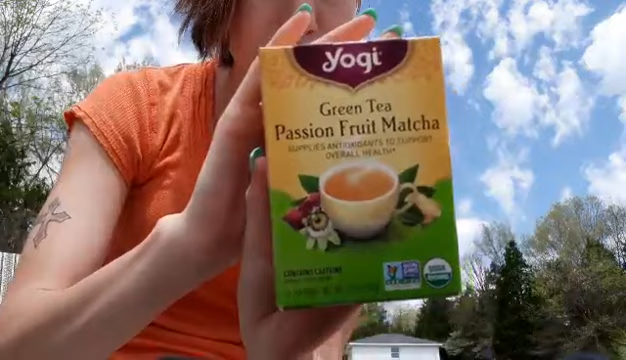 yogi
Green Tea
Passion Fruit Matcha
SUPPLIES ANTIOXIDANTS TO SUPPORT
OVERALL HEALTH*
CONTAINS CAFFEINE